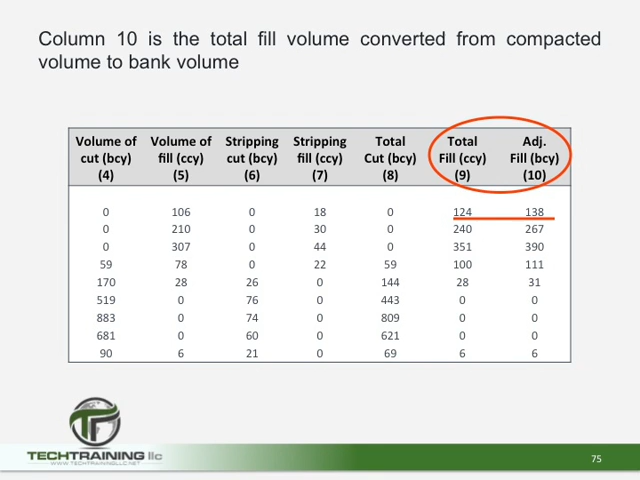 Column 10 is the total fill volume converted from compacted
volume to bank volume
Volume of cut (bcy) (4) Volume of fill (ccy) (5) Stripping cut (bcy) (6) Stripping fill (ccy) (7) Total Cut (bcy) (8) Total Fill (ccy) (9) Adj. Fill (bcy) (10)
0 106 0 18 0 124 138
0 210 0 30 0 240 267
0 307 0 44 0 351 390
59 78 0 22 59 100 111
170 28 26 0 144 28 31
519 0 76 0 443 0 0
883 0 74 0 809 0 0
681 0 60 0 621 0 0
90 6 21 0 69 6 6
TF
TECHTRAINING llc
WWW.TECHTRAININGLLC.NET
75